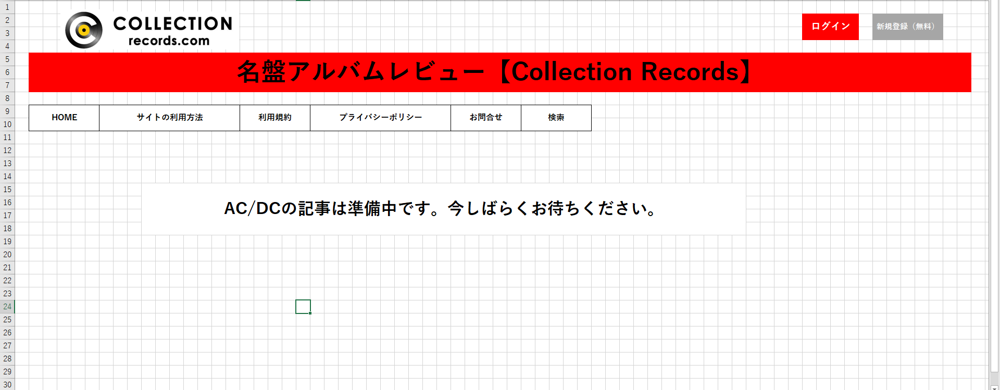 1
COLLECTION
records.com
2
ログイン
新規登録（無料）
3
4
5
6
名盤アルバムレビュー【Collection Records】
7
8
9
HOME
サイトの利用方法
利用規約
プライバシーポリシー
お問合せ
検索
10
11
12
13
14
15
16
AC/DCの記事は準備中です。今しばらくお待ちください。
17
18
19
20
21
22
23
24
25
26
27
28
29
30